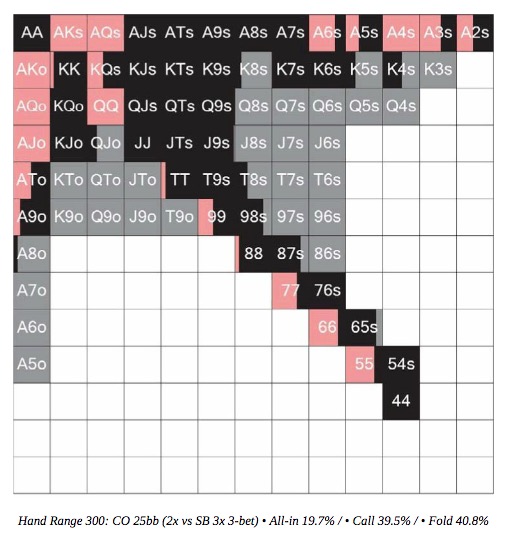 AA AKs AQs AJs ATs A9s A8s A7s A6s A5s A4s A3s A2s
AKo KK KQs KJs KTs K9s K8s K7s K6s K5s K4s K3s
AQo KQo QQ QJs QTs Q9s Q8s Q7s Q6s Q5s Q4s
AJo KJo QJo JJ JTs J9s J8s J7s J6s
ATo KTo QTo JTo TT T9s T8s T7s T6s
A9o K9o Q9o J9o T9o 99 98s 97s 96s
A8o 88 87s 86s
A7o 77 76s
A6o 66 65s
A5o 55 54s
44
Hand Range 300: CO 25bb (2x vs SB 3x 3-bet) • All-in 19.7% / • Call 39.5% / • Fold 40.8%